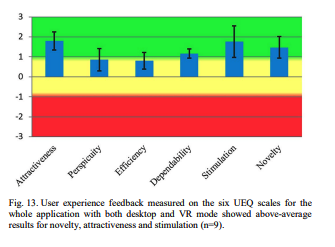 3
2
1
0
-1
-2
-3
Attractiveness
Perspicuity
Efficiency
Dependability
Stimulation
Novelty
Fig. 13. User experience feedback measured on the six UEQ scales for the
whole application with both desktop and VR mode showed above-average
results for novelty, attractiveness and stimulation (n=9).